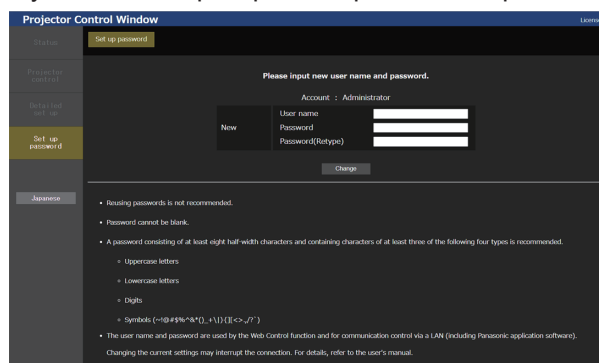 Projector Control Window
License
Status
Set up password
Projector
control
Detailed
set up
Set up
password
Japanese
Please input new user name and password.
Account : Administrator
New
User name
Password
Password(Retype)
Change
• Reusing passwords is not recommended.
• Password cannot be blank.
• A password consisting of at least eight half-width characters and containing characters of at least three of the following four types is recommended.
◦ Uppercase letters
◦ Lowercase letters
◦ Digits
◦ Symbols (~!@#$%^&*()_+\|}{][<>.,/?`)
• The user name and password are used by the Web Control function and for communication control via a LAN (including Panasonic application software).
Changing the current settings may interrupt the connection. For details, refer to the user's manual.